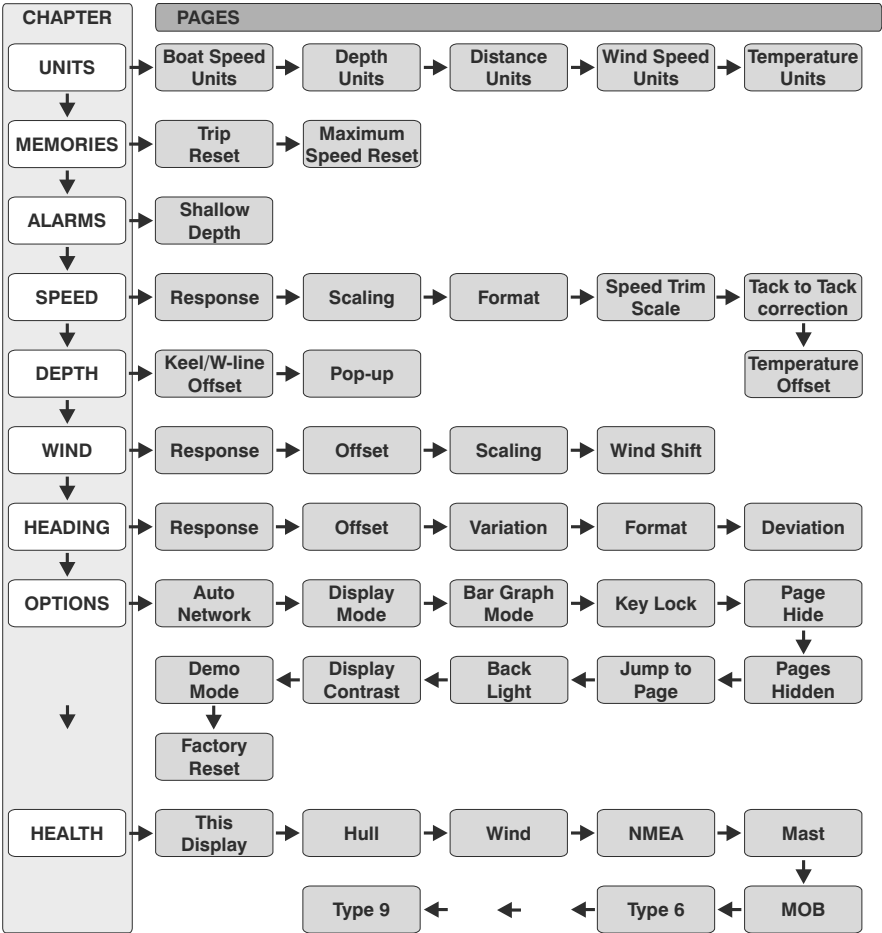 CHAPTER
PAGES
UNITS
Boat Speed
Units
Depth
Units
Distance
Units
Wind Speed
Units
Temperature
Units
MEMORIES
Trip
Reset
Maximum
Speed Reset
ALARMS
Shallow
Depth
SPEED
Response
Scaling
Format
Speed Trim
Scale
Tack to Tack
correction
Temperature
Offset
DEPTH
Keel/W-line
Offset
Pop-up
WIND
Response
Offset
Scaling
Wind Shift
HEADING
Response
Offset
Variation
Format
Deviation
OPTIONS
Auto
Network
Display
Mode
Bar Graph
Mode
Key Lock
Page
Hide
Pages
Hidden
Jump to
Page
Back
Light
Display
Contrast
Demo
Mode
Factory
Reset
HEALTH
This
Display
Hull
Wind
NMEA
Mast
MOB
Type 6
Type 9